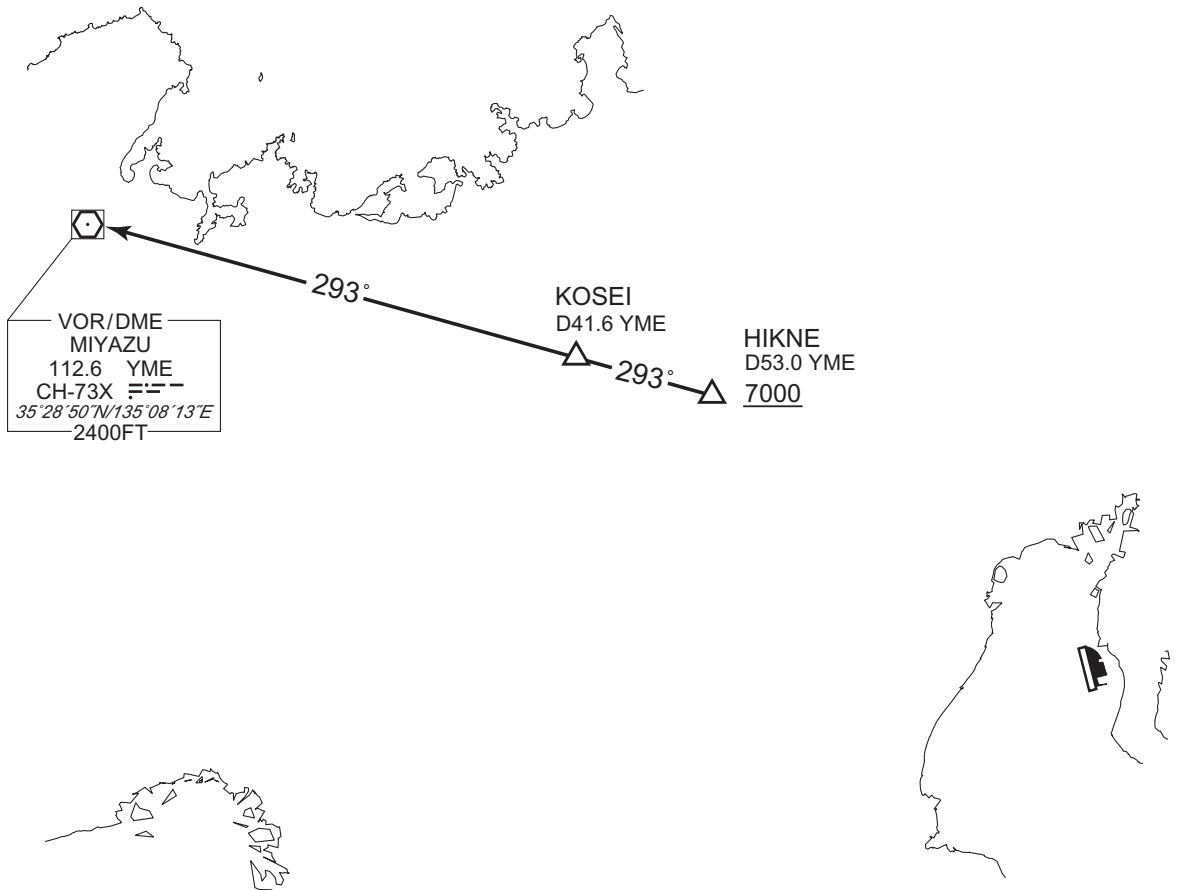 293°
KOSEI
D41.6 YME
HIKNE
D53.0 YME
7000
293°
VOR/DME
MIYAZU
112.6 YME
CH-73X
35°28′50″N/135°08′13″E
2400FT